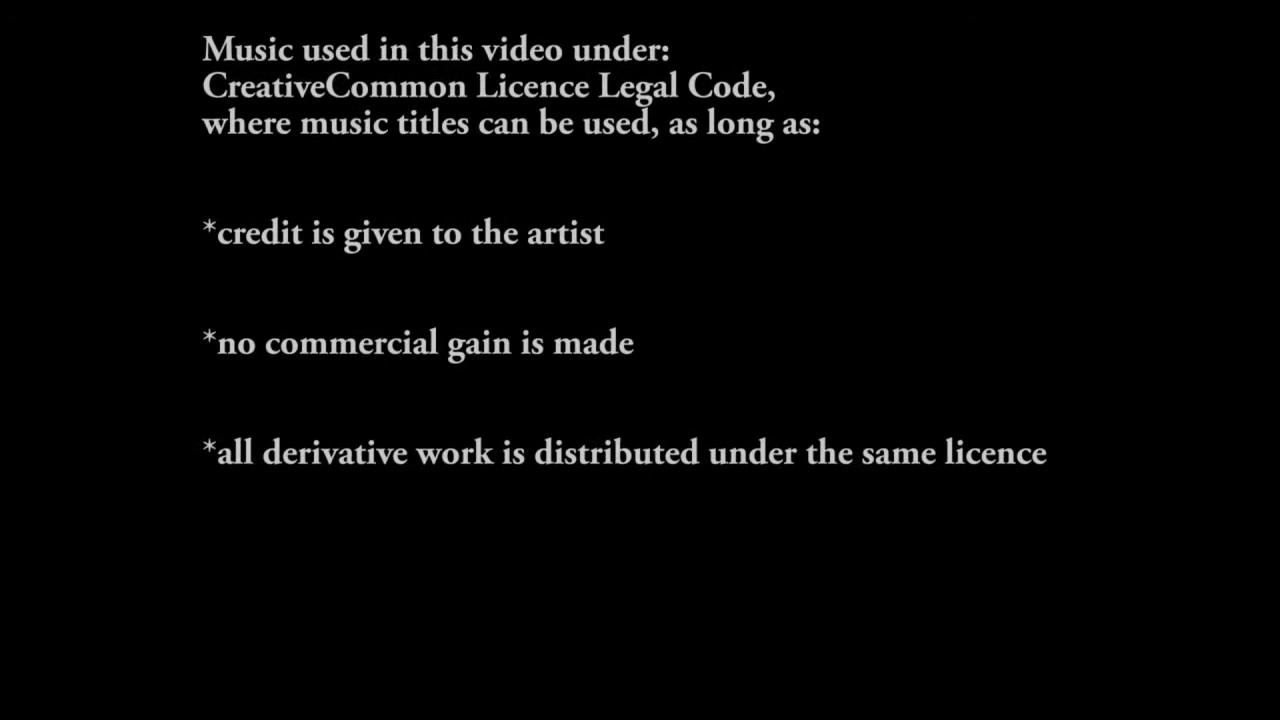 Music used in this video under:
CreativeCommon Licence Legal Code,
where music titles can be used, as long as:
*credit is given to the artist
*no commercial gain is made
*all derivative work is distributed under the same licence